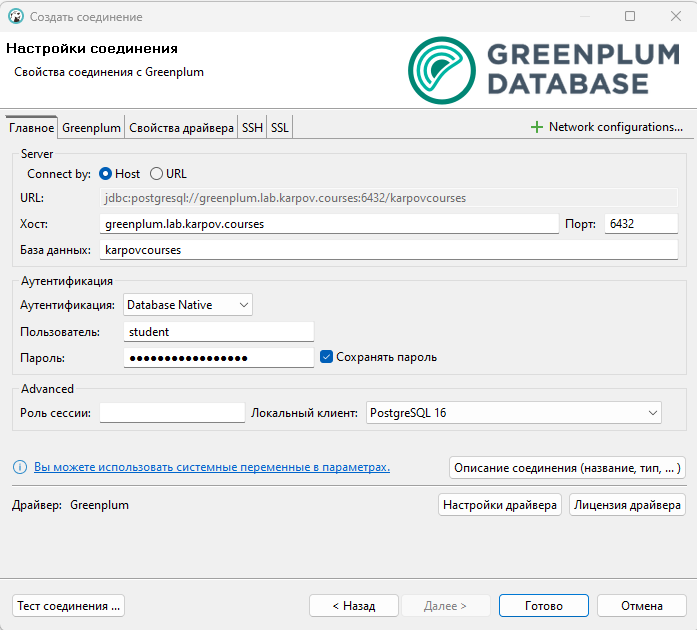 Создать соединение
Настройки соединения
Свойства соединения с Greenplum
GREENPLUM
DATABASE
Главное Greenplum Свойства драйвера SSH SSL
Network configurations...
Server
Connect by: Host URL
URL: jdbc:postgresql://greenplum.lab.karpov.courses:6432/karpovcourses
Хост: greenplum.lab.karpov.courses Порт: 6432
База данных: karpovcourses
Аутентификация
Аутентификация: Database Native
Пользователь: student
Пароль: ●●●●●●●●●●●●●●●●● Сохранять пароль
Advanced
Роль сессии: Локальный клиент: PostgreSQL 16
Вы можете использовать системные переменные в параметрах. Описание соединения (название, тип, ... )
Драйвер: Greenplum Настройки драйвера Лицензия драйвера
Тест соединения ... < Назад Далее > Готово Отмена